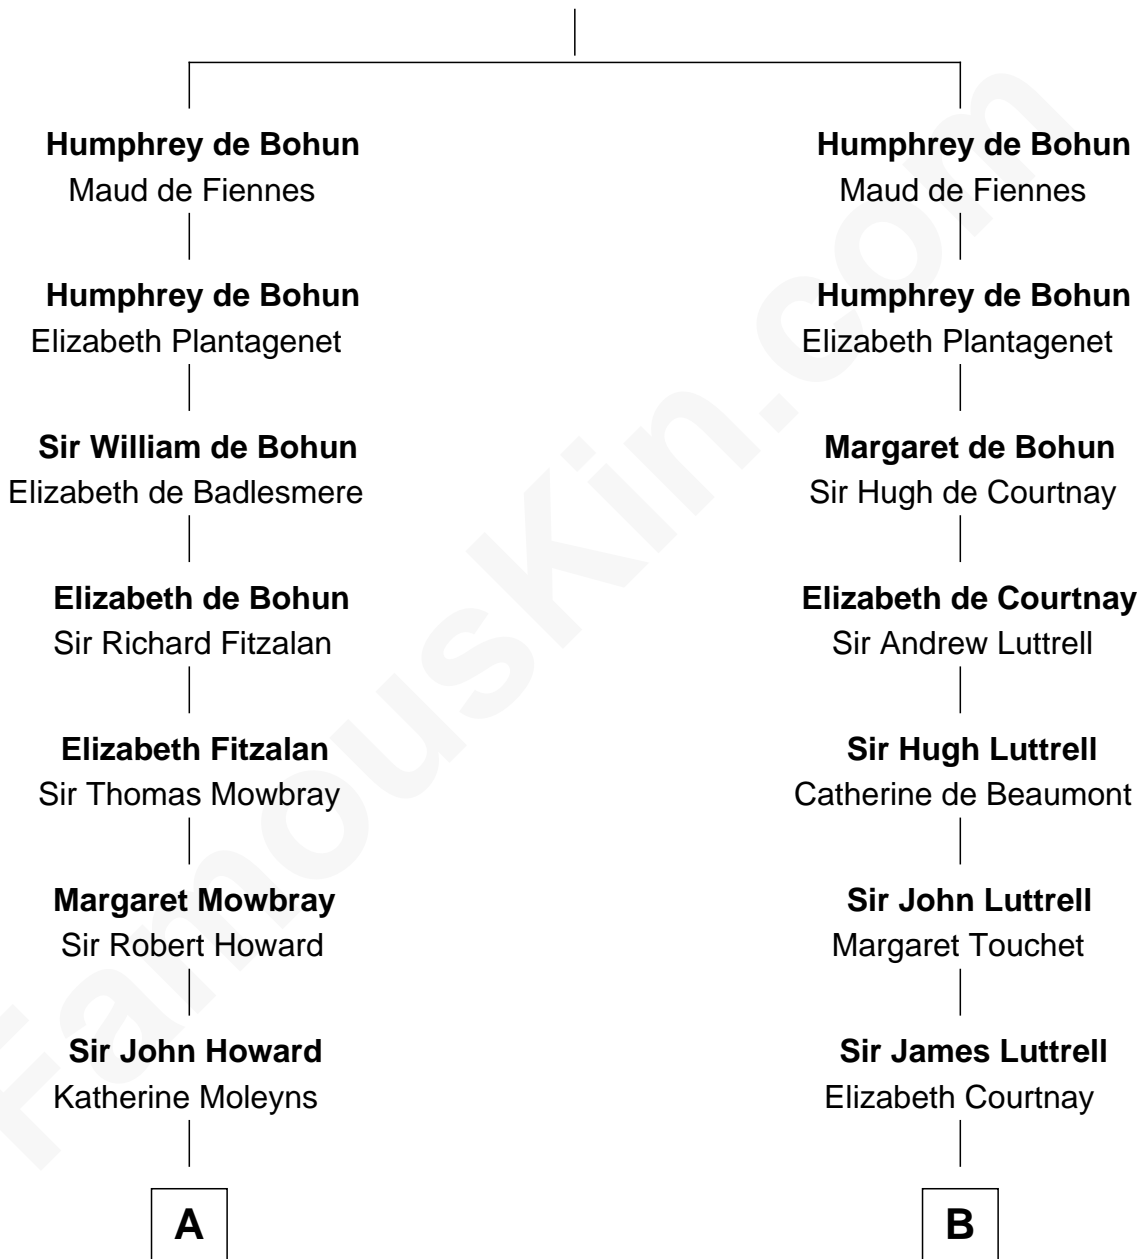 Humphrey de Bohun
Maud de Fiennes
Humphrey de Bohun
Elizabeth Plantagenet
Sir William de Bohun
Elizabeth de Badlesmere
Elizabeth de Bohun
Sir Richard Fitzalan
Elizabeth Fitzalan
Sir Thomas Mowbray
Margaret Mowbray
Sir Robert Howard
Sir John Howard
Katherine Moleyns
A
Humphrey de Bohun
Maud de Fiennes
Humphrey de Bohun
Elizabeth Plantagenet
Margaret de Bohun
Sir Hugh de Courtnay
Elizabeth de Courtnay
Sir Andrew Luttrell
Sir Hugh Luttrell
Catherine de Beaumont
Sir John Luttrell
Margaret Touchet
Sir James Luttrell
Elizabeth Courtnay
B
FamousKin.com